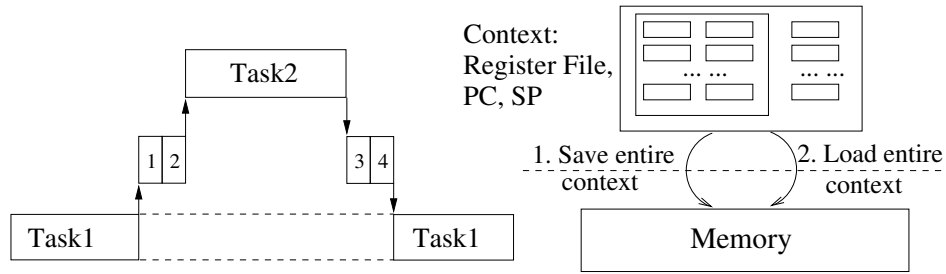 Task2
1 2
3 4
Task1
Task1
Context:
Register File,
PC, SP
... ...
... ...
1. Save entire
context
2. Load entire
context
Memory